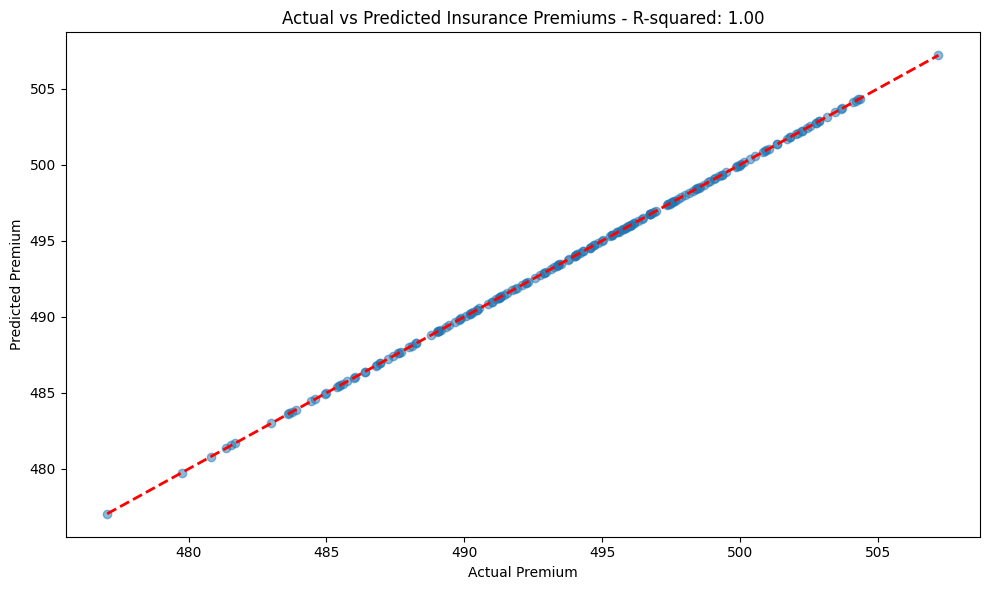 Actual vs Predicted Insurance Premiums - R-squared: 1.00
505
500
495
490
485
480
Predicted Premium
480 485 490 495 500 505
Actual Premium